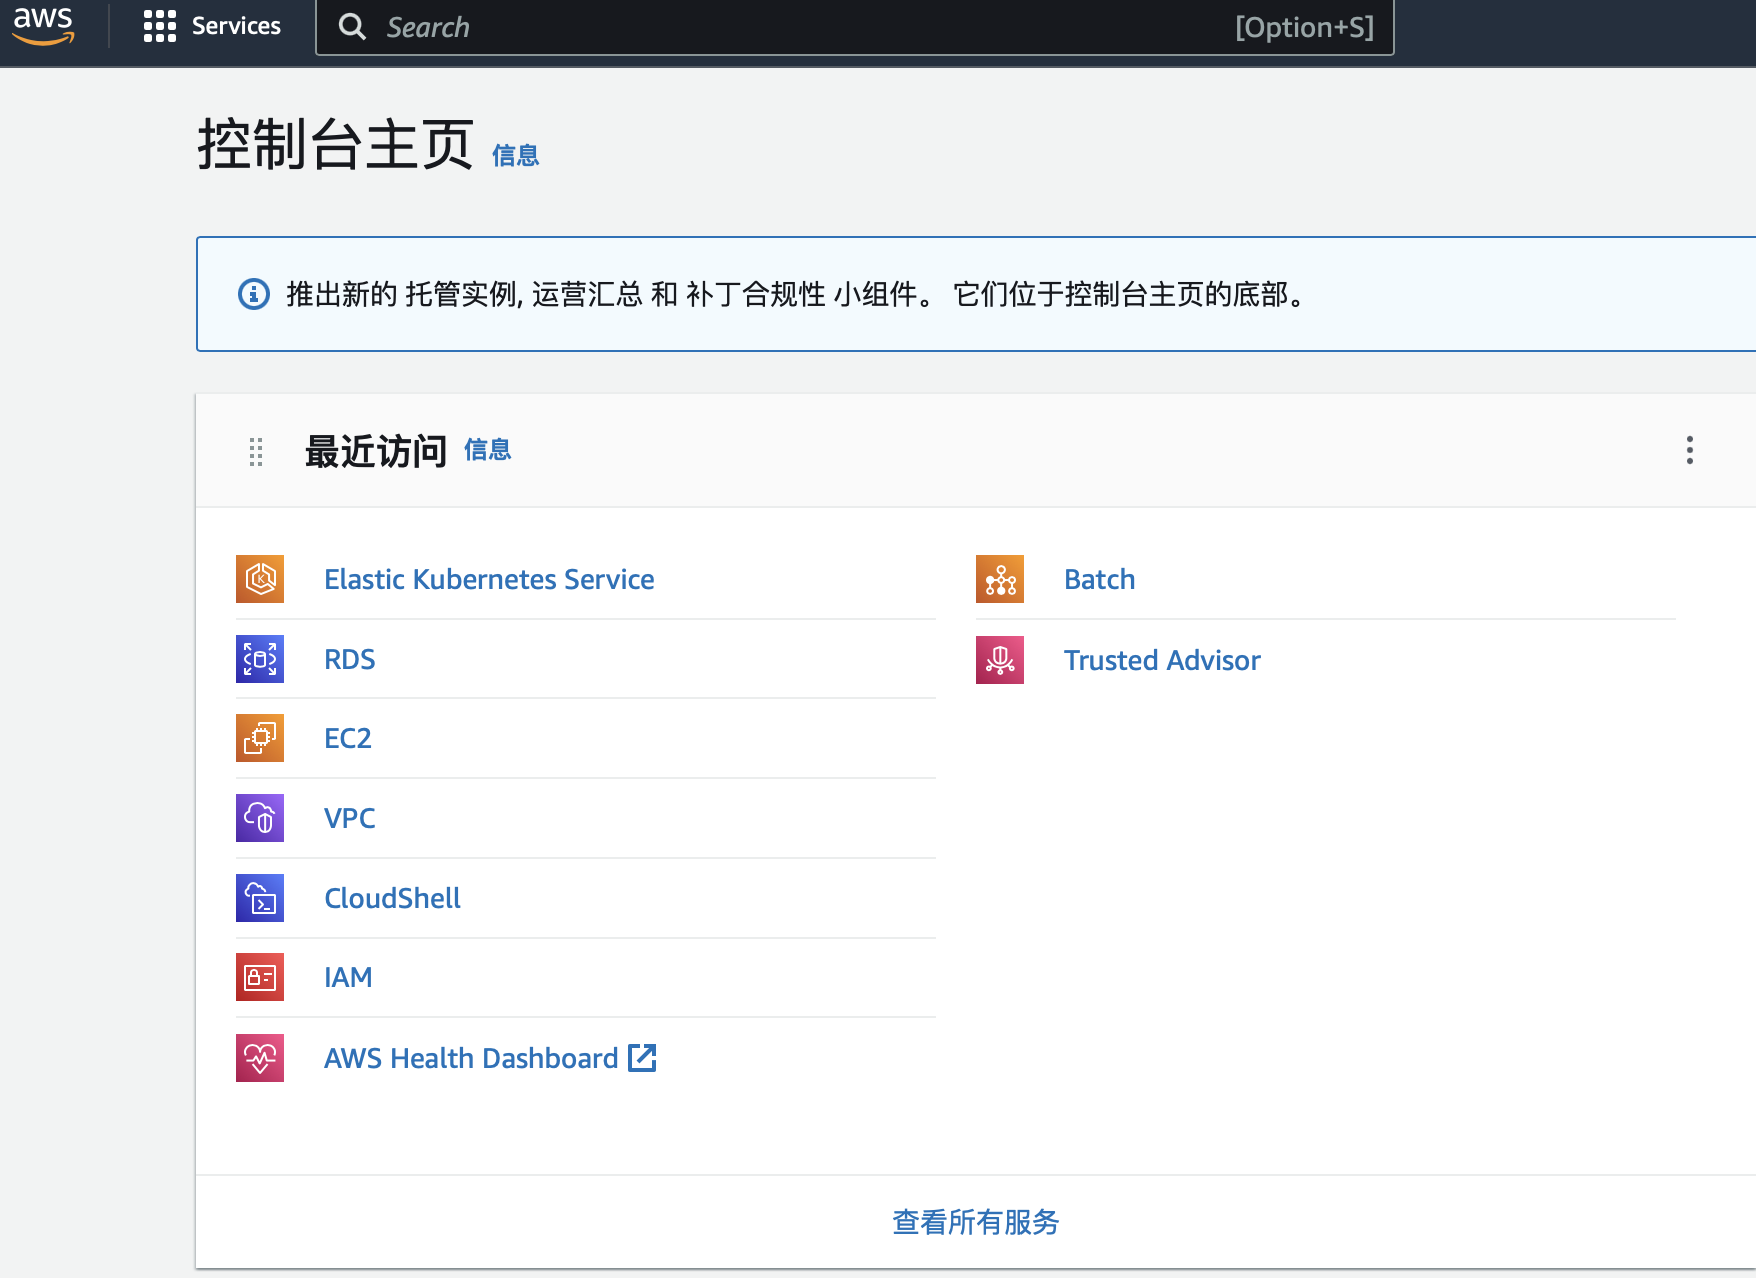 aws
Services
Search
[Option+S]
控制台主页 信息
推出新的 托管实例, 运营汇总 和 补丁合规性 小组件。 它们位于控制台主页的底部。
最近访问 信息
Elastic Kubernetes Service
RDS
EC2
VPC
CloudShell
IAM
AWS Health Dashboard
Batch
Trusted Advisor
查看所有服务